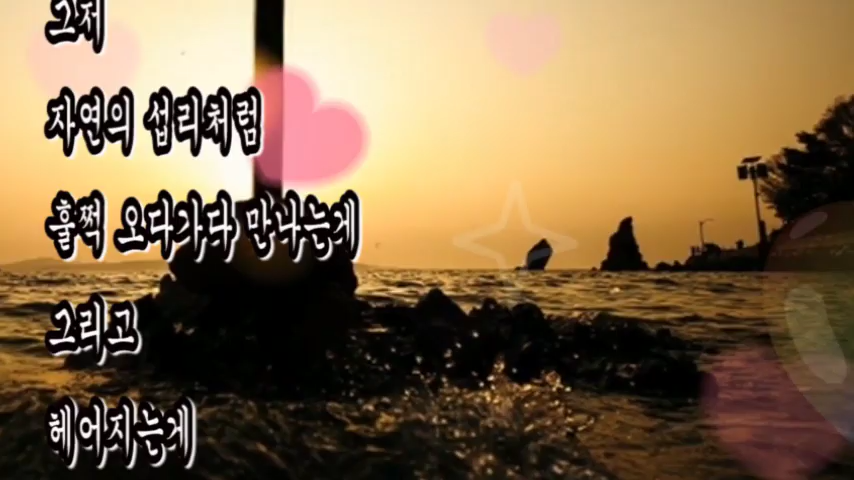 그저
자연의 섭리처럼
훌쩍 오다가다 만나는게
그리고
헤어지는게